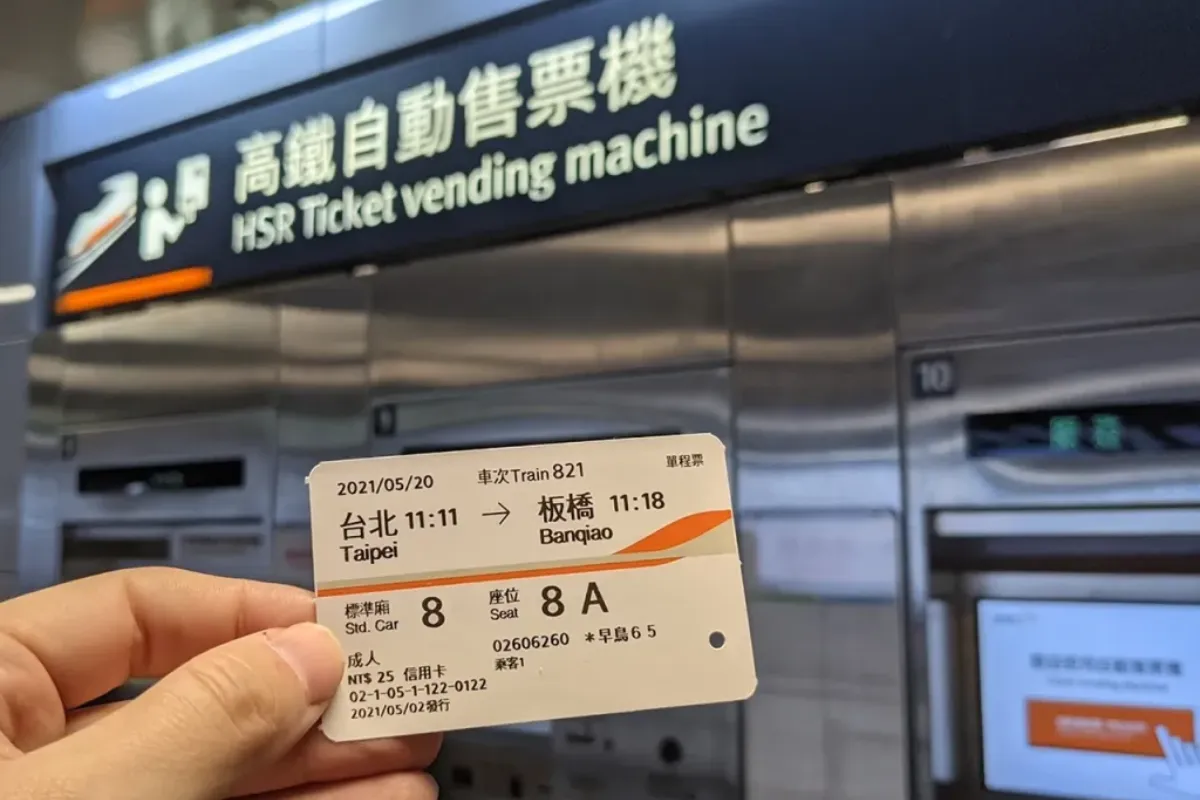 高鐵自動售票機
HSR Ticket vending machine
10
9
2021/05/20 車次Train 821 單程票
台北 11:11 → 板橋 11:18
Taipei Banqiao
標準廂 8 座位 8 A
Std. Car Seat
成人 02606260 *早鳥65
NT$ 25 信用卡 乘客1
02-1-05-1-122-0122
2021/05/02發行